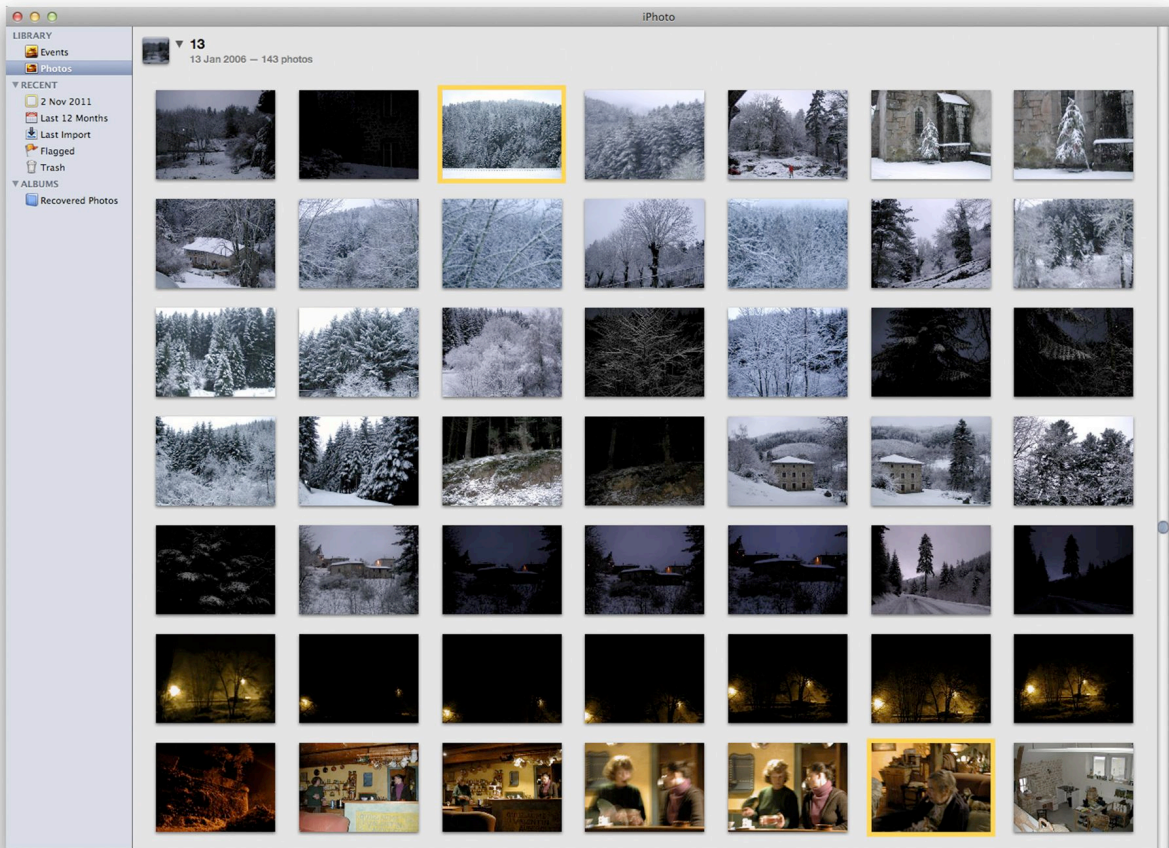 iPhoto
LIBRARY
Events
Photos
RECENT
2 Nov 2011
Last 12 Months
Last Import
Flagged
Trash
ALBUMS
Recovered Photos
13
13 Jan 2006 — 143 photos